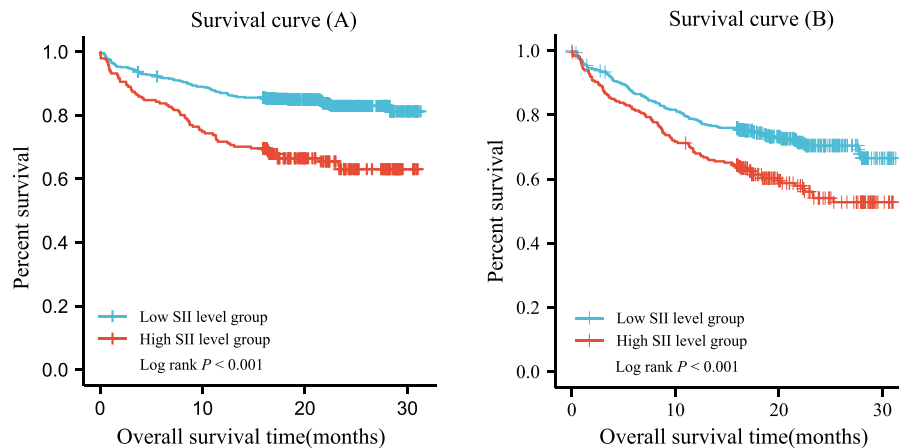 Survival curve (A)
Percent survival
1.0
0.8
0.6
0.4
0.2
0.0
Low SII level group
High SII level group
Log rank P < 0.001
0 10 20 30
Overall survival time(months)
Survival curve (B)
Percent survival
1.0
0.8
0.6
0.4
0.2
0.0
Low SII level group
High SII level group
Log rank P < 0.001
0 10 20 30
Overall survival time(months)